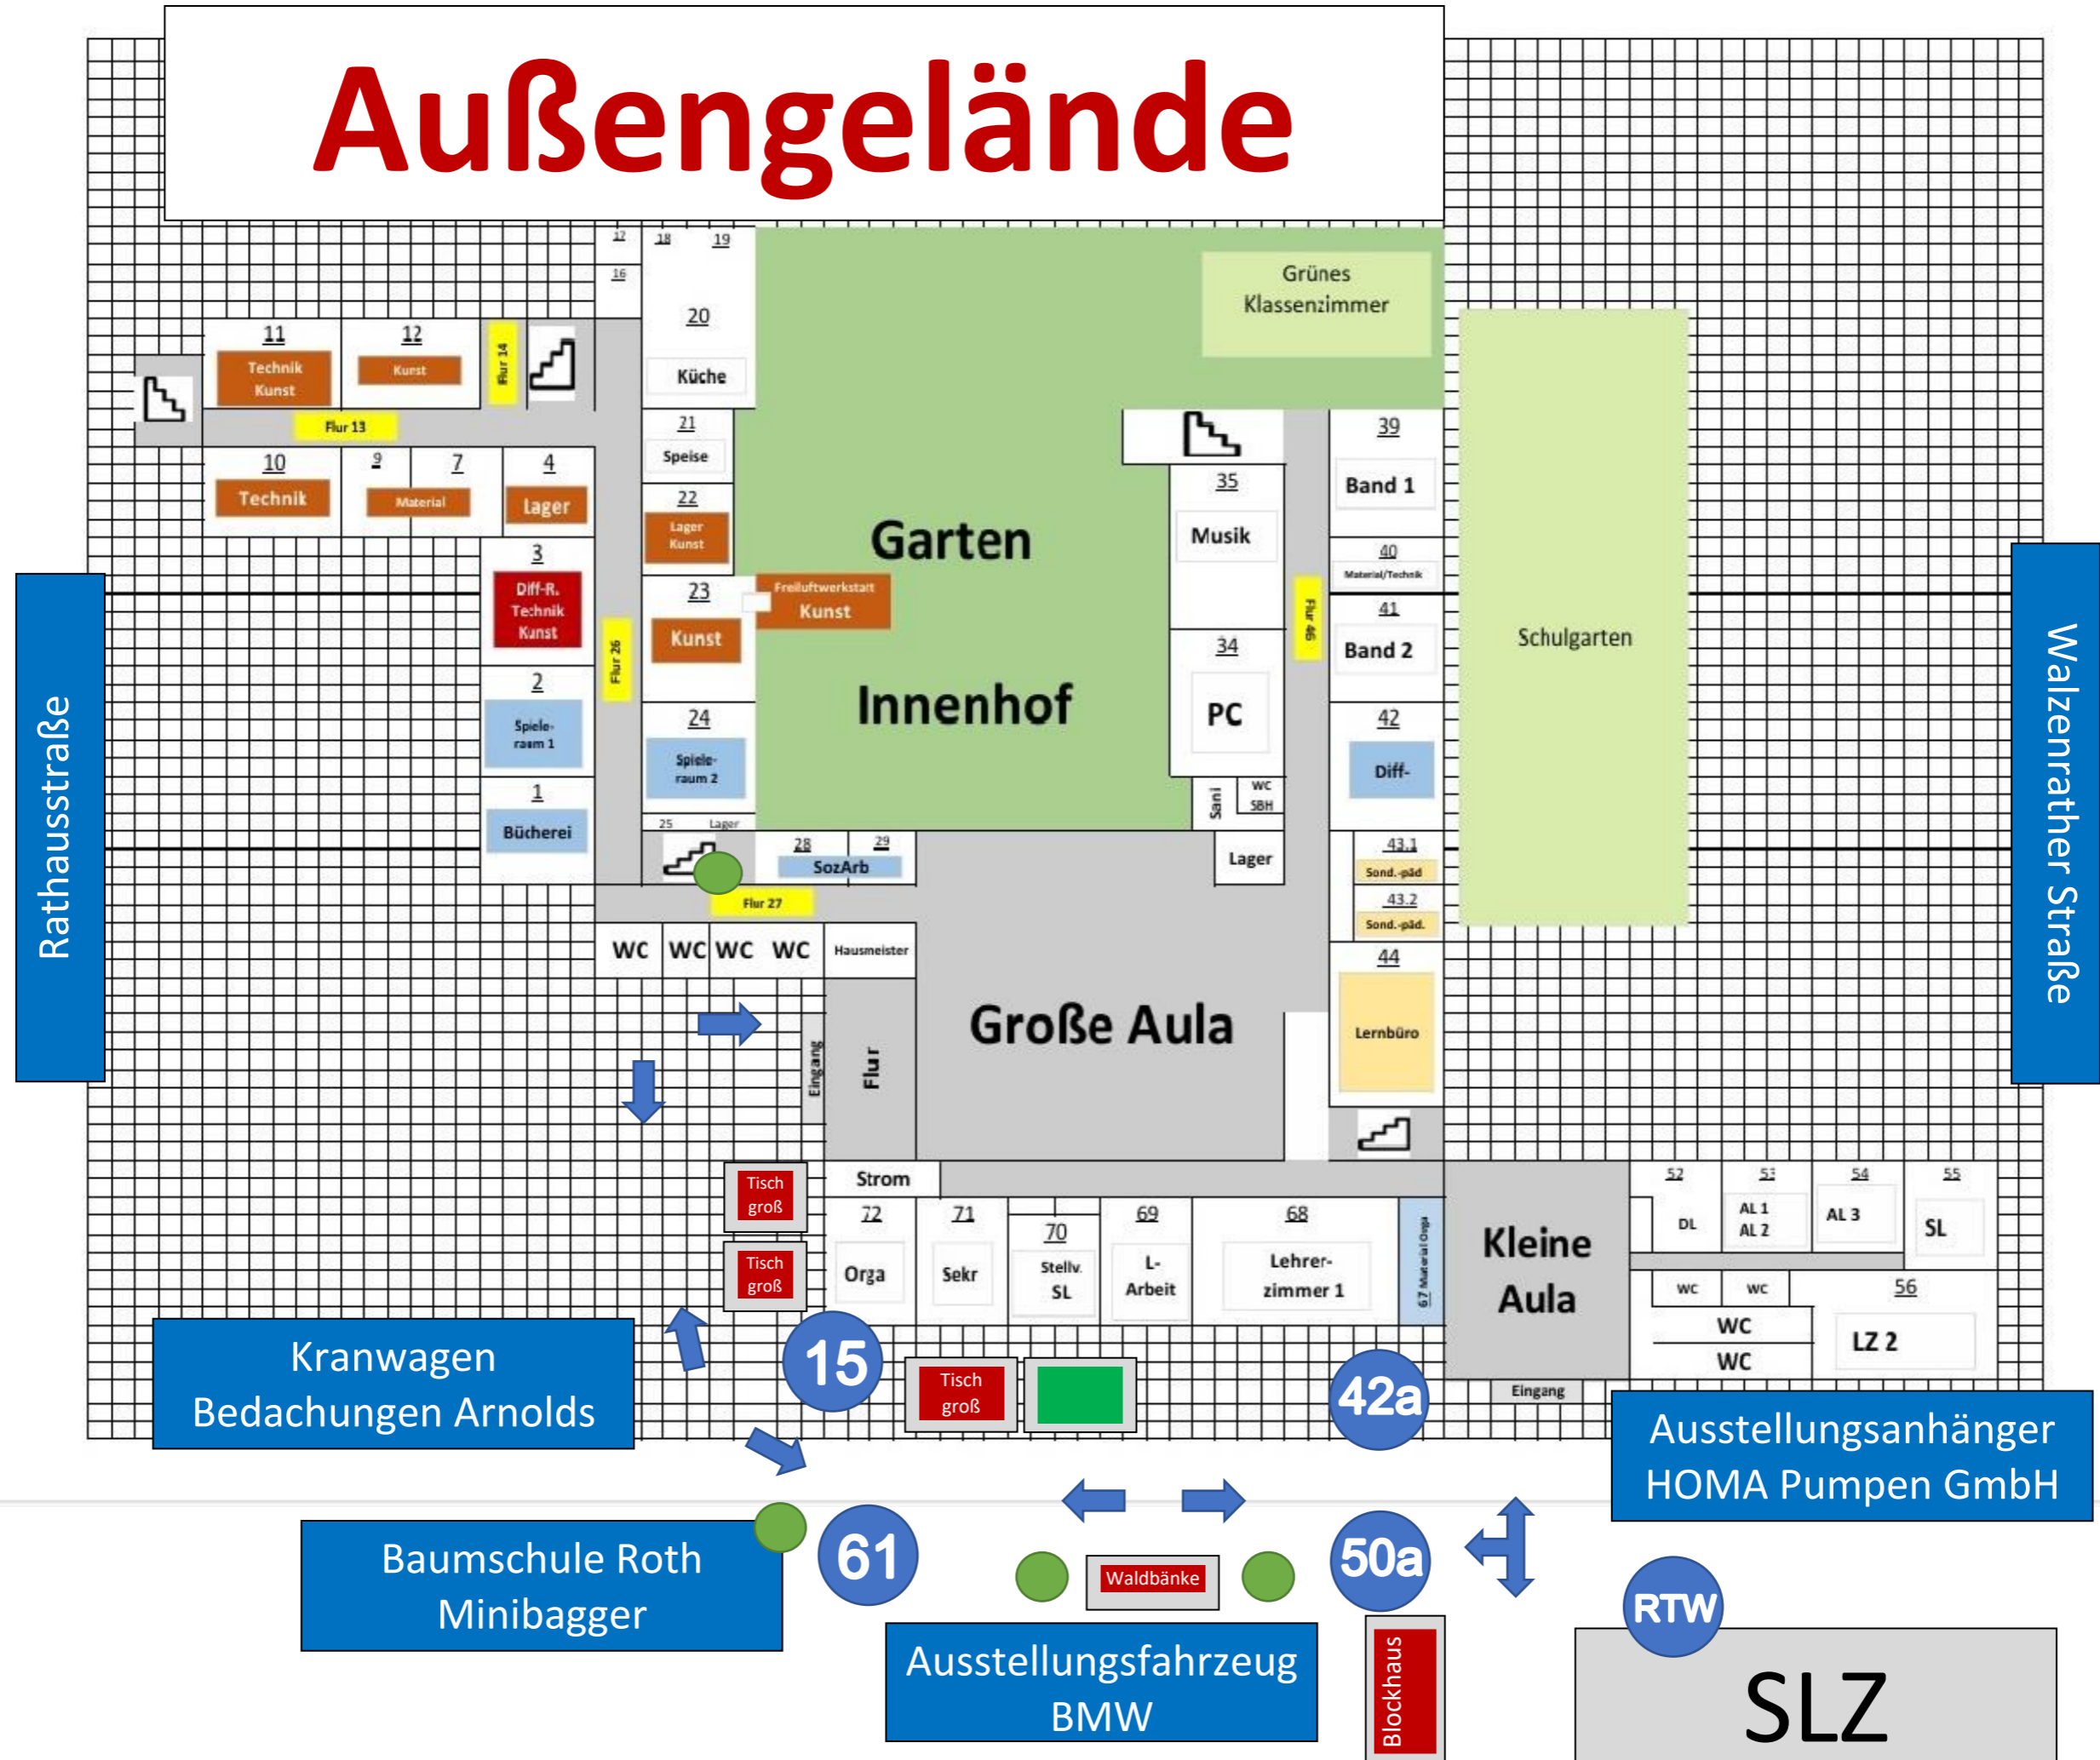 Außengelände
17
18
19
16
20
Küche
Grünes
Klassenzimmer
11
Technik
Kunst
12
Kunst
Flur 14
Flur 13
21
Speise
39
Band 1
10
Technik
9
7
Material
4
Lager
22
Lager
Kunst
Garten
35
Musik
40
Material/Technik
3
Diff-R.
Technik
Kunst
Flur 26
23
Kunst
Freiluftwerkstatt
Kunst
Flur 46
41
Band 2
Schulgarten
Rathausstraße
Walzenrather Straße
2
Spiele-
raum 1
24
Spiele-
raum 2
Innenhof
34
PC
42
Diff-
1
Bücherei
25 Lager
Sani
WC
SBH
28
29
SozArb
Lager
43.1
Sond.-päd
Flur 27
43.2
Sond.-päd.
WC
WC
WC
WC
Hausmeister
44
Lernbüro
Große Aula
Eingang
Flur
Tisch
groß
Strom
Tisch
groß
72
Orga
71
Sekr
70
Stellv.
SL
69
L-
Arbeit
68
Lehrer-
zimmer 1
67 Material Orga
Kleine
Aula
52
DL
53
AL 1
AL 2
54
AL 3
55
SL
WC
WC
WC
WC
56
LZ 2
Eingang
Kranwagen
Bedachungen Arnolds
15
Tisch
groß
42a
Ausstellungsanhänger
HOMA Pumpen GmbH
Baumschule Roth
Minibagger
61
Waldbänke
50a
RTW
Ausstellungsfahrzeug
BMW
Blockhaus
SLZ